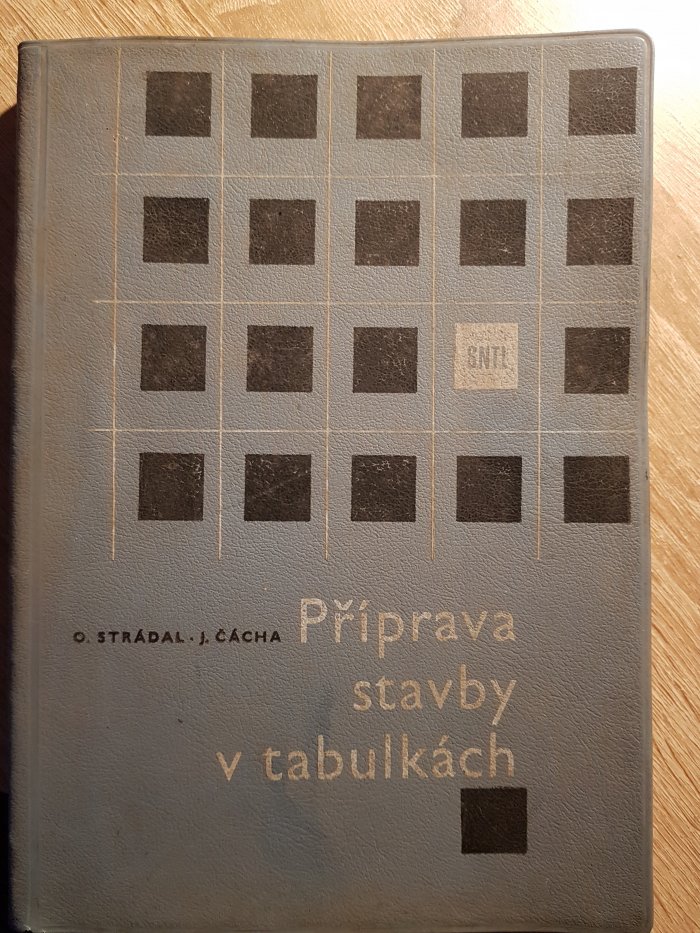 SNTL
O. STRÁDAL · J. ČÁCHA Příprava
stavby
v tabulkách